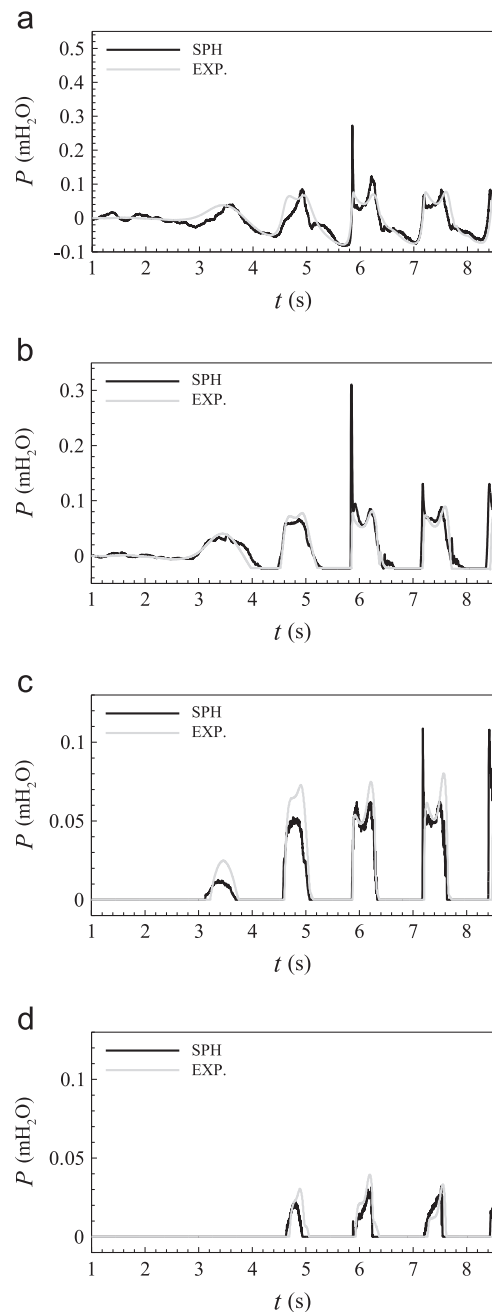 a
0.5
0.4
0.3
0.2
0.1
0
-0.1
P (mH₂O)
SPH
EXP.
1 2 3 4 5 6 7 8
t (s)
b
0.3
0.2
0.1
0
P (mH₂O)
SPH
EXP.
1 2 3 4 5 6 7 8
t (s)
c
0.1
0.05
0
P (mH₂O)
SPH
EXP.
1 2 3 4 5 6 7 8
t (s)
d
0.1
0.05
0
P (mH₂O)
SPH
EXP.
1 2 3 4 5 6 7 8
t (s)